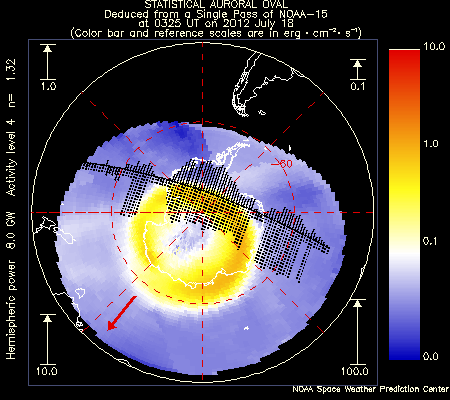 STATISTICAL AURORAL OVAL
Deduced from a Single Pass of NOAA-15
at 0325 UT on 2012 July 18
(Color bar and reference scales are in erg · cm⁻² · s⁻¹)
1.0
0.1
10.0
1.0
0.1
0.0
-60
Hemispheric power 8.0 GW Activity level 4 n= 1.32
10.0
100.0
NOAA Space Weather Prediction Center